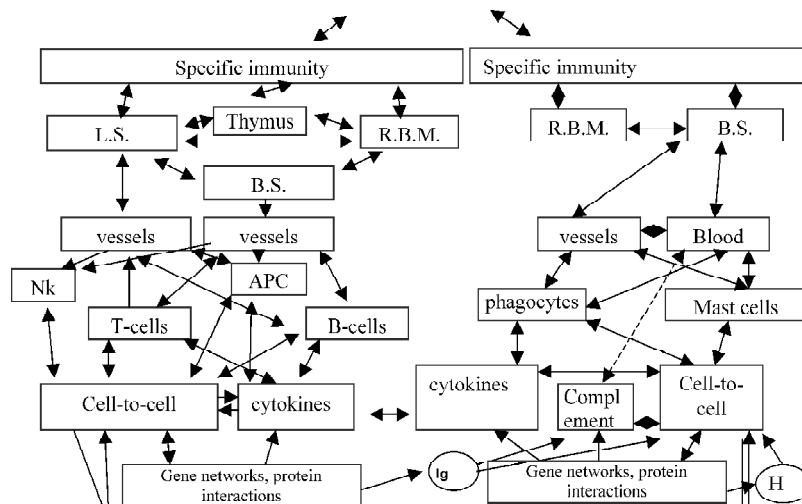 Specific immunity
Specific immunity
L.S.
Thymus
R.B.M.
R.B.M.
B.S.
B.S.
vessels
vessels
vessels
Blood
Nk
APC
phagocytes
Mast cells
T-cells
B-cells
Cell-to-cell
cytokines
cytokines
Compl
ement
Cell-to-
cell
Gene networks, protein
interactions
Ig
Gene networks, protein
interactions
H